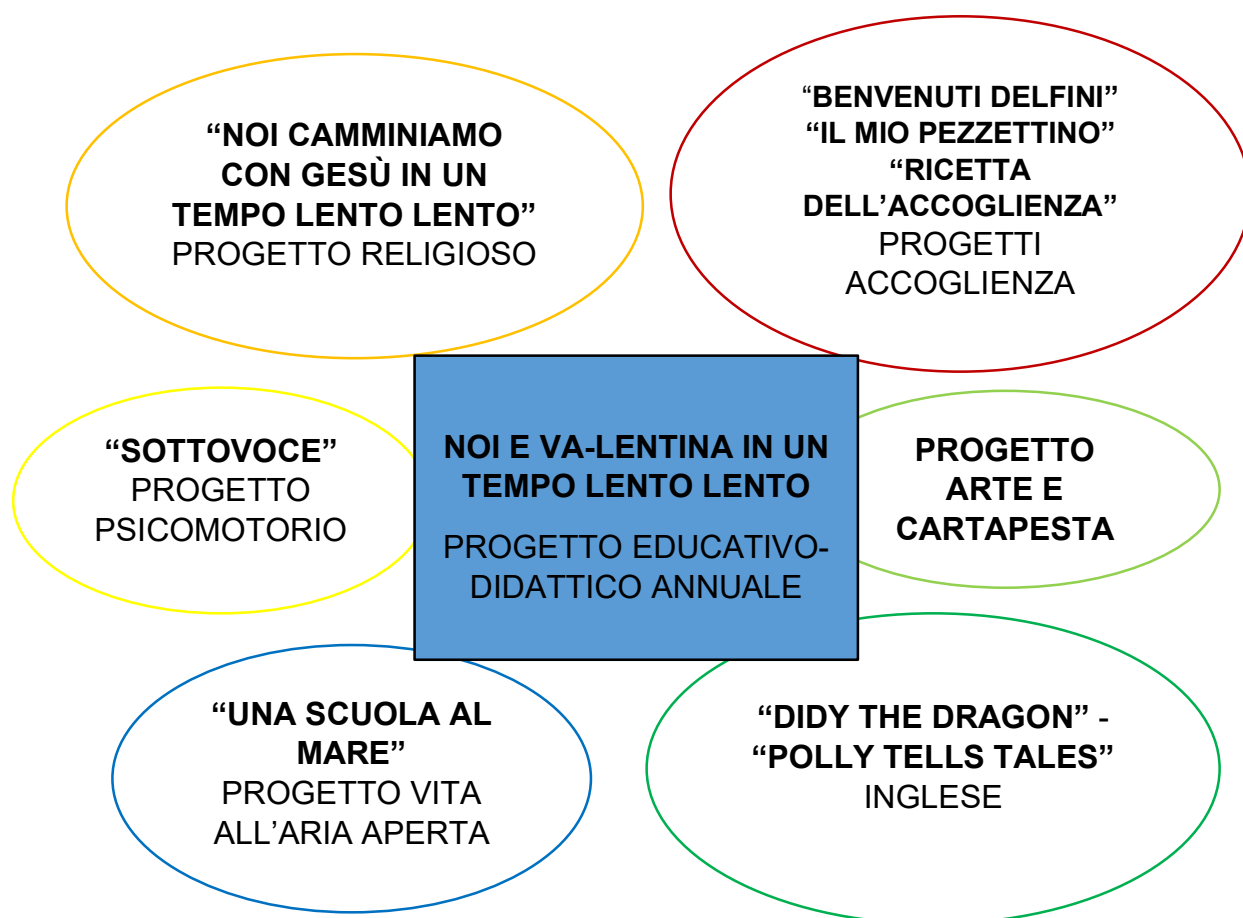 “NOI CAMMINIAMO
CON GESÙ IN UN
TEMPO LENTO LENTO”
PROGETTO RELIGIOSO
“BENVENUTI DELFINI”
“IL MIO PEZZETTINO”
“RICETTA
DELL’ACCOGLIENZA”
PROGETTI
ACCOGLIENZA
“SOTTOVOCE”
PROGETTO
PSICOMOTORIO
NOI E VA-LENTINA IN UN
TEMPO LENTO LENTO
PROGETTO EDUCATIVO-
DIDATTICO ANNUALE
PROGETTO
ARTE E
CARTAPESTA
“UNA SCUOLA AL
MARE”
PROGETTO VITA
ALL’ARIA APERTA
“DIDY THE DRAGON” -
“POLLY TELLS TALES”
INGLESE